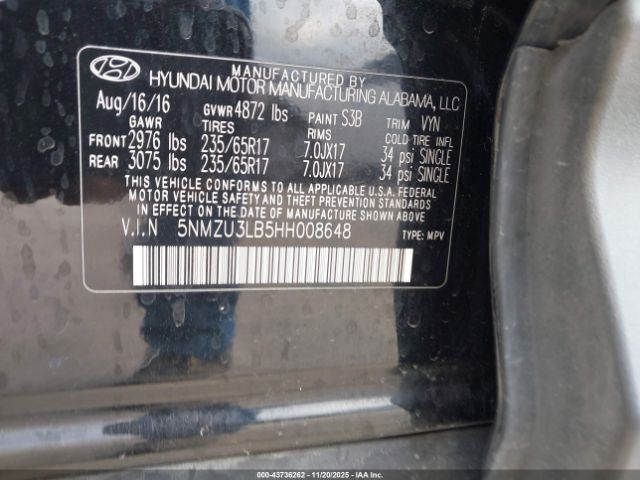 MANUFACTURED BY
HYUNDAI MOTOR MANUFACTURING ALABAMA, LLC
Aug/16/16 GVWR 4872 lbs PAINT S3B TRIM VYN
GAWR TIRES RIMS COLD TIRE INFL
FRONT 2976 lbs 235/65R17 7.0JX17 34 psi SINGLE
REAR 3075 lbs 235/65R17 7.0JX17 34 psi SINGLE
THIS VEHICLE CONFORMS TO ALL APPLICABLE U.S.A. FEDERAL
MOTOR VEHICLE SAFETY AND THEFT PREVENTION STANDARDS
IN EFFECT ON THE DATE OF MANUFACTURE SHOWN ABOVE.
V.I.N 5NMZU3LB5HH008648 TYPE: MPV
000-43736262 - 11/20/2025 - IAAI.COM